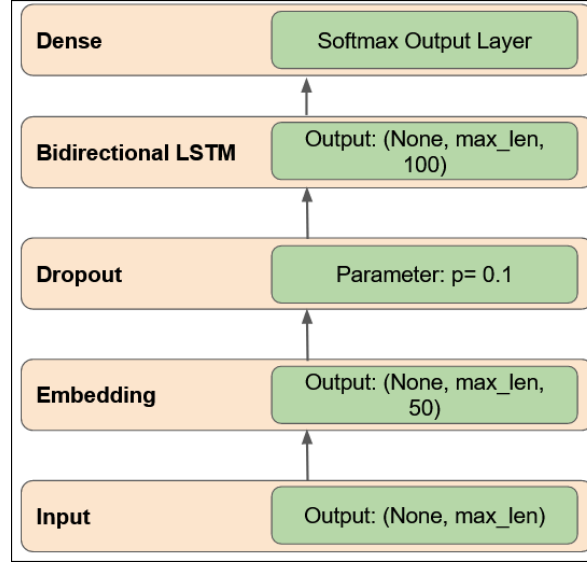 Dense
Softmax Output Layer
Bidirectional LSTM
Output: (None, max_len,
100)
Dropout
Parameter: p= 0.1
Embedding
Output: (None, max_len,
50)
Input
Output: (None, max_len)